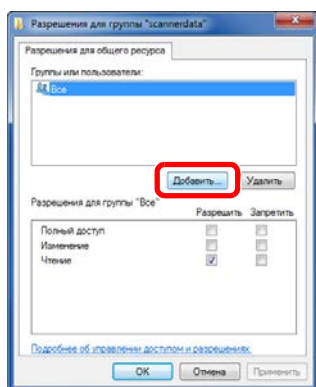 Разрешения для группы "scannerdata"
Разрешения для общего ресурса
Группы или пользователи:
Все
Добавить... Удалить
Разрешения для группы "Все" Разрешить Запретить
Полный доступ
Изменение
Чтение
Подробнее об управлении доступом и разрешениях
OK Отмена Применить